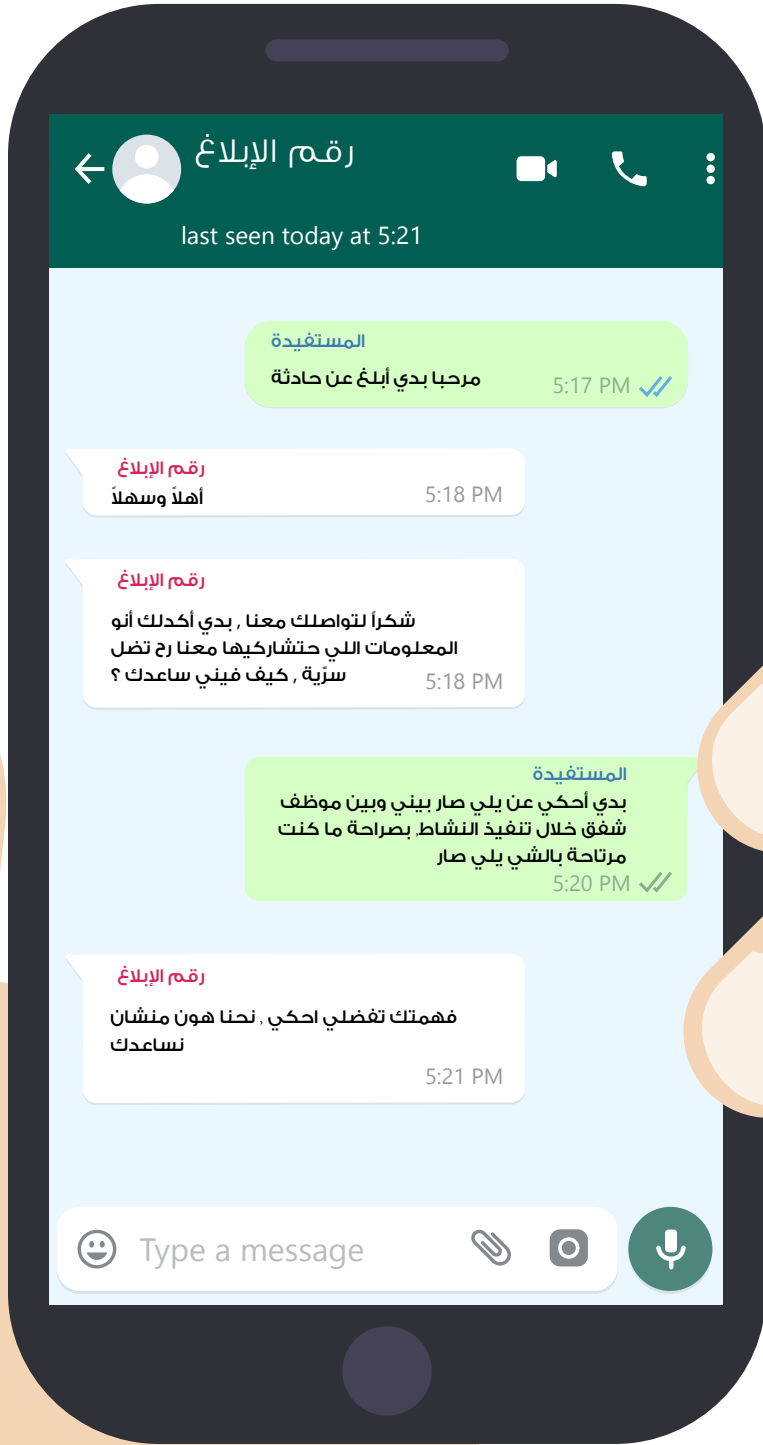 رقم الإبلاغ
last seen today at 5:21
المستفيدة
مرحبا بدي أبلغ عن حادثة
5:17 PM
رقم الإبلاغ
أهلاً وسهلاً
5:18 PM
رقم الإبلاغ
شكراً لتواصلك معنا , بدي أكدلك أنو
المعلومات اللي حتشاركيها معنا رح تضل
سرّية , كيف فيني ساعدك ؟
5:18 PM
المستفيدة
بدي أحكي عن يلي صار بيني وبين موظف
شفق خلال تنفيذ النشاط, بصراحة ما كنت
مرتاحة بالشي يلي صار
5:20 PM
رقم الإبلاغ
فهمتك تفضلي احكي , نحنا هون منشان
نساعدك
5:21 PM
Type a message